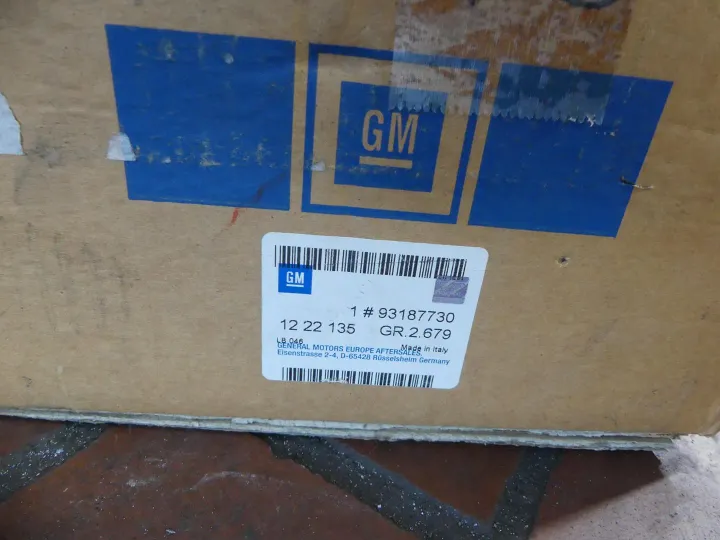 GM
GM
1 # 93187730
12 22 135 GR.2.679
LB.046 Made in Italy
GENERAL MOTORS EUROPE AFTERSALES,
Eisenstrasse 2-4, D-65428 Rüsselsheim Germany